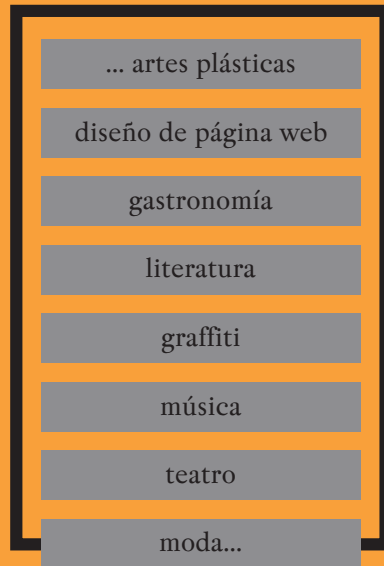 ... artes plásticas
diseño de página web
gastronomía
literatura
graffiti
música
teatro
moda...